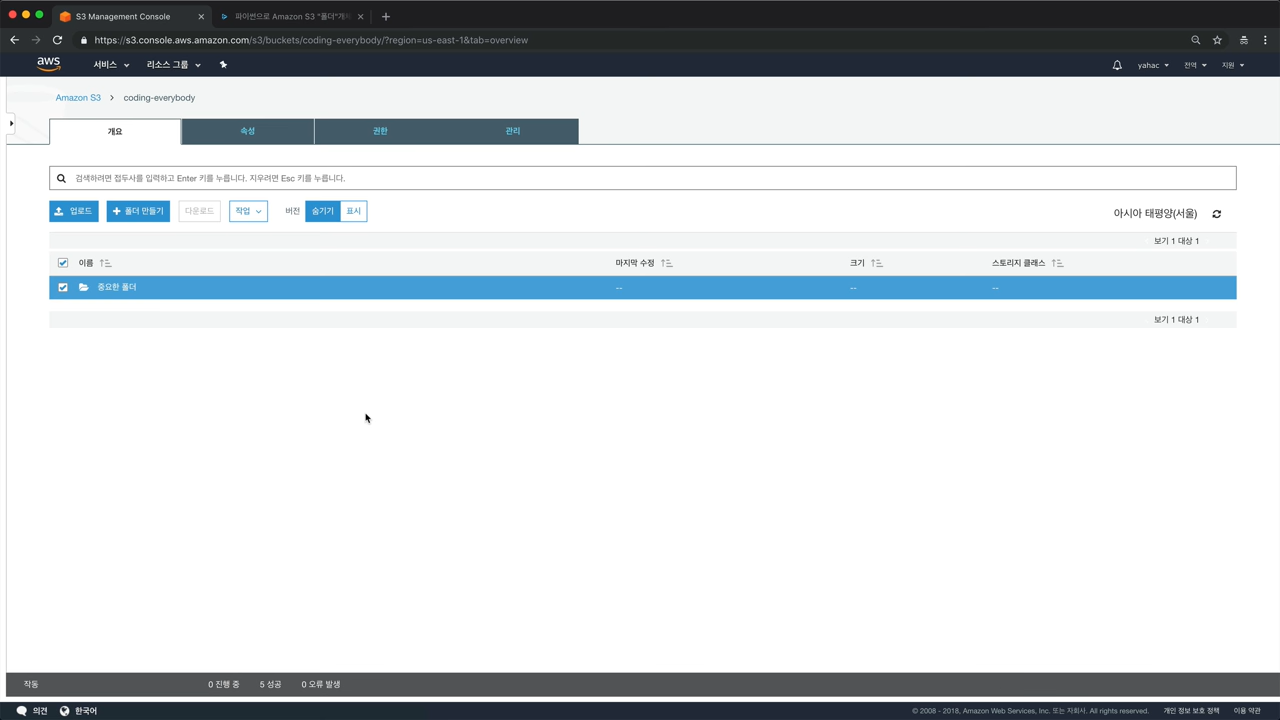 S3 Management Console
파이썬으로 Amazon S3 "폴더"개체
https://s3.console.aws.amazon.com/s3/buckets/coding-everybody/?region=us-east-1&tab=overview
aws 서비스 리소스 그룹 yahac 전역 지원
Amazon S3 coding-everybody
개요 속성 권한 관리
검색하려면 접두사를 입력하고 Enter 키를 누릅니다. 지우려면 Esc 키를 누릅니다.
업로드 + 폴더 만들기 다운로드 작업 버전 숨기기 표시 아시아 태평양(서울)
보기 1 대상 1
이름 마지막 수정 크기 스토리지 클래스
중요한 폴더 -- -- --
보기 1 대상 1
작동 0 진행 중 5 성공 0 오류 발생
의견 한국어 © 2008 - 2018, Amazon Web Services, Inc. 또는 자회사. All rights reserved. 개인 정보 보호 정책 이용 약관